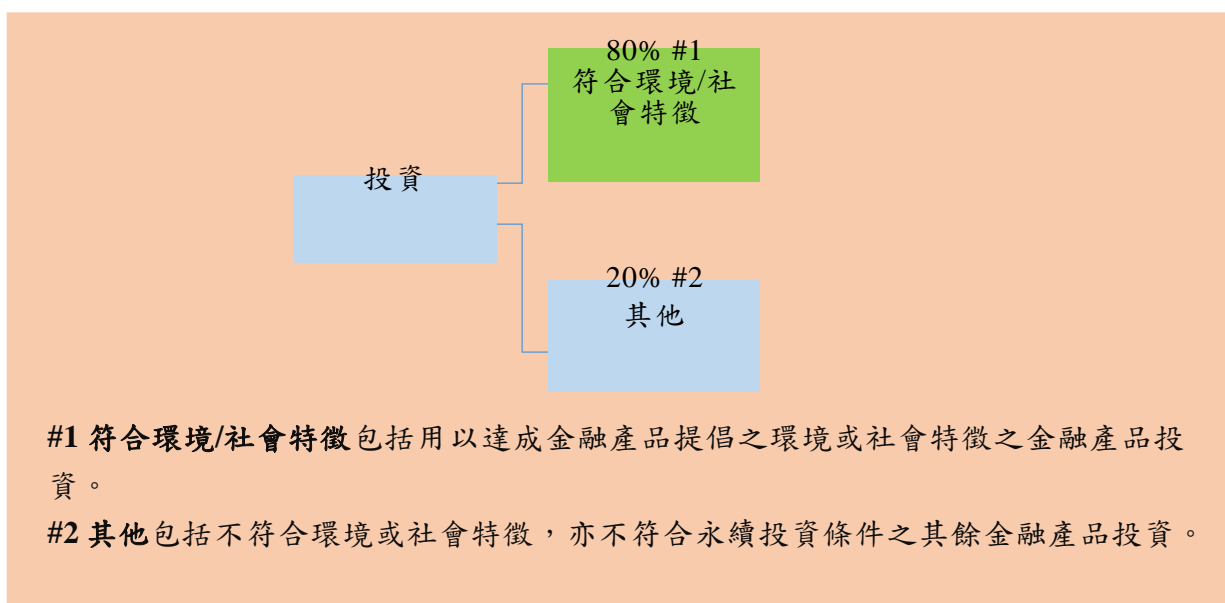 80% #1
符合環境/社
會特徵
投資
20% #2
其他
#1 符合環境/社會特徵包括用以達成金融產品提倡之環境或社會特徵之金融產品投
資。
#2 其他包括不符合環境或社會特徵，亦不符合永續投資條件之其餘金融產品投資。